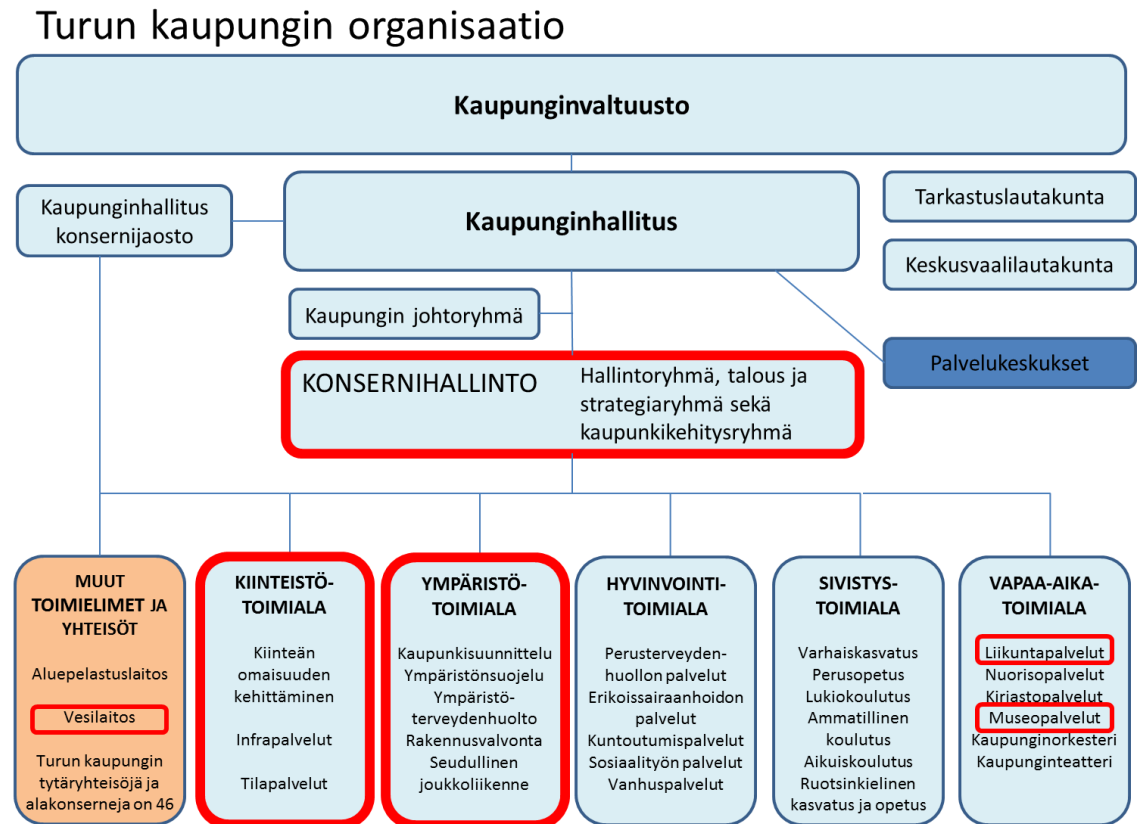 Turun kaupungin organisaatio
Kaupunginvaltuusto
Kaupunginhallitus
konsernijaosto
Kaupunginhallitus
Tarkastuslautakunta
Keskusvaalilautakunta
Kaupungin johtoryhmä
Palvelukeskukset
KONSERNIHALLINTO
Hallintoryhmä, talous ja
strategiaryhmä sekä
kaupunkikehitysryhmä
MUUT
TOIMIELIMET JA
YHTEISÖT
Aluepelastuslaitos
Vesilaitos
Turun kaupungin
tytäryhteisöjä ja
alakonserneja on 46
KIINTEISTÖ-
TOIMIALA
Kiinteän
omaisuuden
kehittäminen
Infrapalvelut
Tilapalvelut
YMPÄRISTÖ-
TOIMIALA
Kaupunkisuunnittelu
Ympäristönsuojelu
Ympäristö-
terveydenhuolto
Rakennusvalvonta
Seudullinen
joukkoliikenne
HYVINVOINTI-
TOIMIALA
Perusterveyden-
huollon palvelut
Erikoissairaanhoidon
palvelut
Kuntoutumispalvelut
Sosiaalityön palvelut
Vanhuspalvelut
SIVISTYS-
TOIMIALA
Varhaiskasvatus
Perusopetus
Lukiokoulutus
Ammatillinen
koulutus
Aikuiskoulutus
Ruotsinkielinen
kasvatus ja opetus
VAPAA-AIKA-
TOIMIALA
Liikuntapalvelut
Nuorisopalvelut
Kirjastopalvelut
Museopalvelut
Kaupunginorkesteri
Kaupunginteatteri